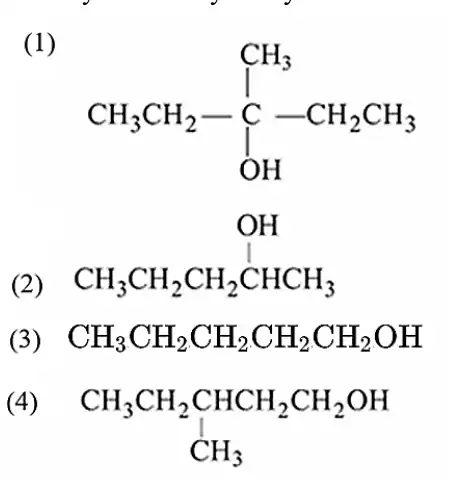 (1)
CH₃
CH₃CH₂—C—CH₂CH₃
OH
OH
(2) CH₃CH₂CH₂CHCH₃
(3) CH₃CH₂CH₂CH₂CH₂OH
(4) CH₃CH₂CHCH₂CH₂OH
CH₃